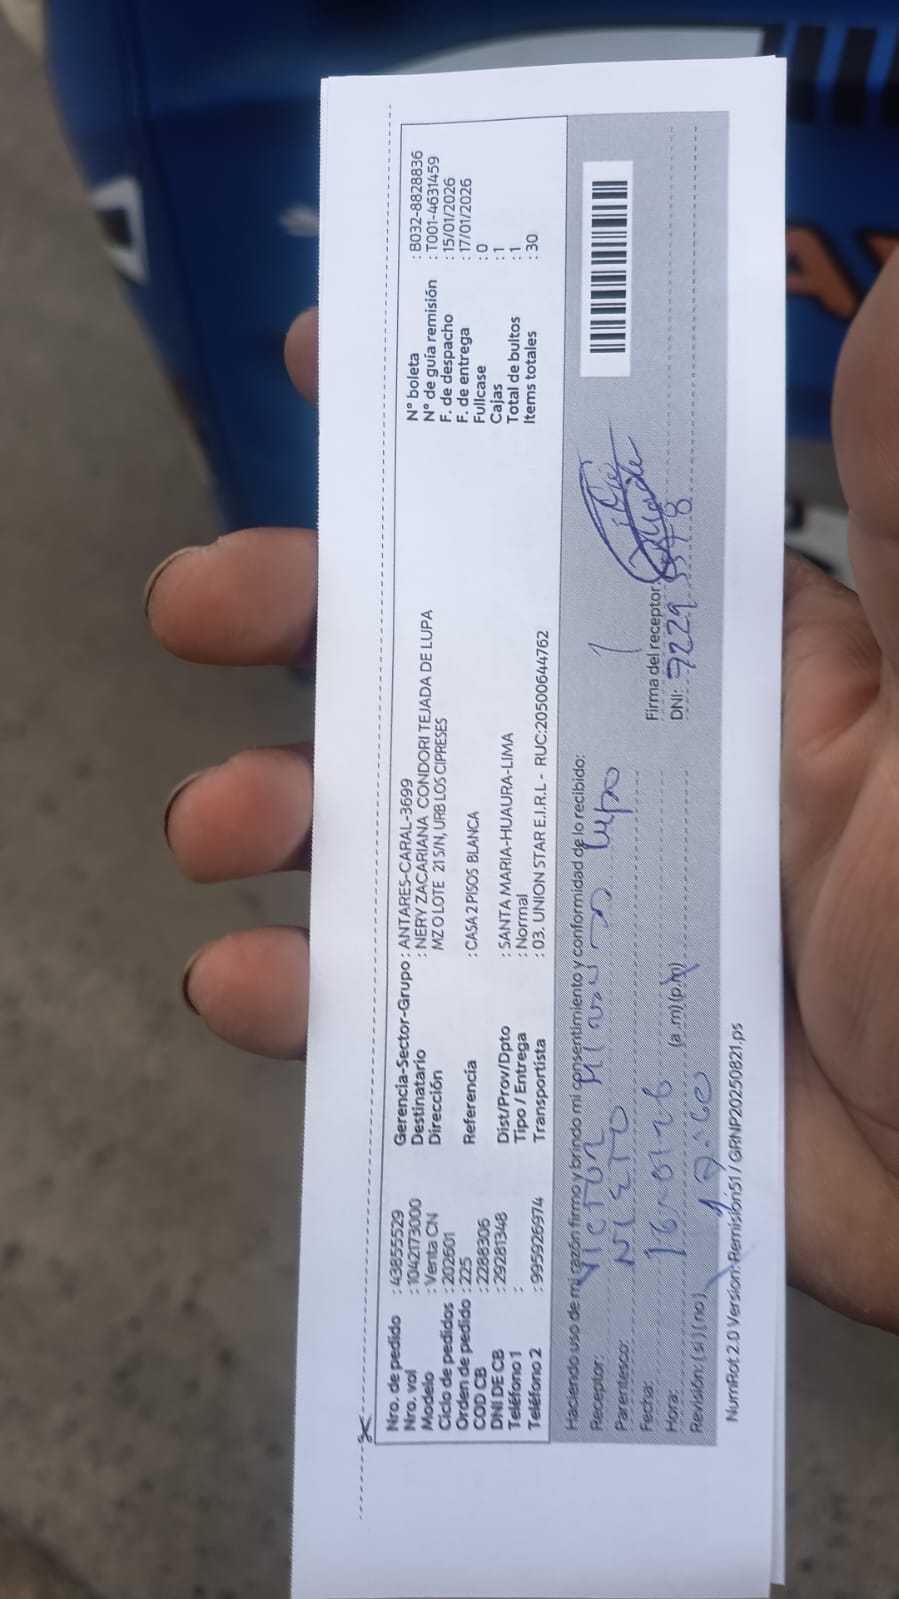 Nro. de pedido : 43855529
Nro. vol : 1042173000
Modelo : Venta CN
Ciclo de pedidos : 202601
Orden de pedido : 225
COD CB : 2288306
DNI DE CB : 29281348
Teléfono 1 :
Teléfono 2 : 995926974
Gerencia-Sector-Grupo : ANTARES-CARAL-3699
Destinatario : NERY ZACARIANA CONDORI TEJADA DE LUPA
Dirección MZ O LOTE 21 S/N, URB LOS CIPRESES
Referencia : CASA 2 PISOS BLANCA
Dist/Prov/Dpto : SANTA MARIA-HUAURA-LIMA
Tipo / Entrega : Normal
Transportista : 03. UNION STAR E.I.R.L - RUC:20500644762
N° boleta : B032-8828836
N° de guía remisión : T001-4631459
F. de despacho : 15/01/2026
F. de entrega : 17/01/2026
Fullcase : 0
Cajas : 1
Total de bultos : 1
Items totales : 30
Haciendo uso de mi razón firmo y brindo mi consentimiento y conformidad de lo recibido:
Receptor: VICTOR Lupo
Parentesco: NIETO
Fecha: 16-01-26
Hora: (a.m)(p.m)
Revisión: (si)(no)
Firma del receptor:
DNI: 7229
NumRot 2.0 Version: Remision51 / GRNP20250821.ps